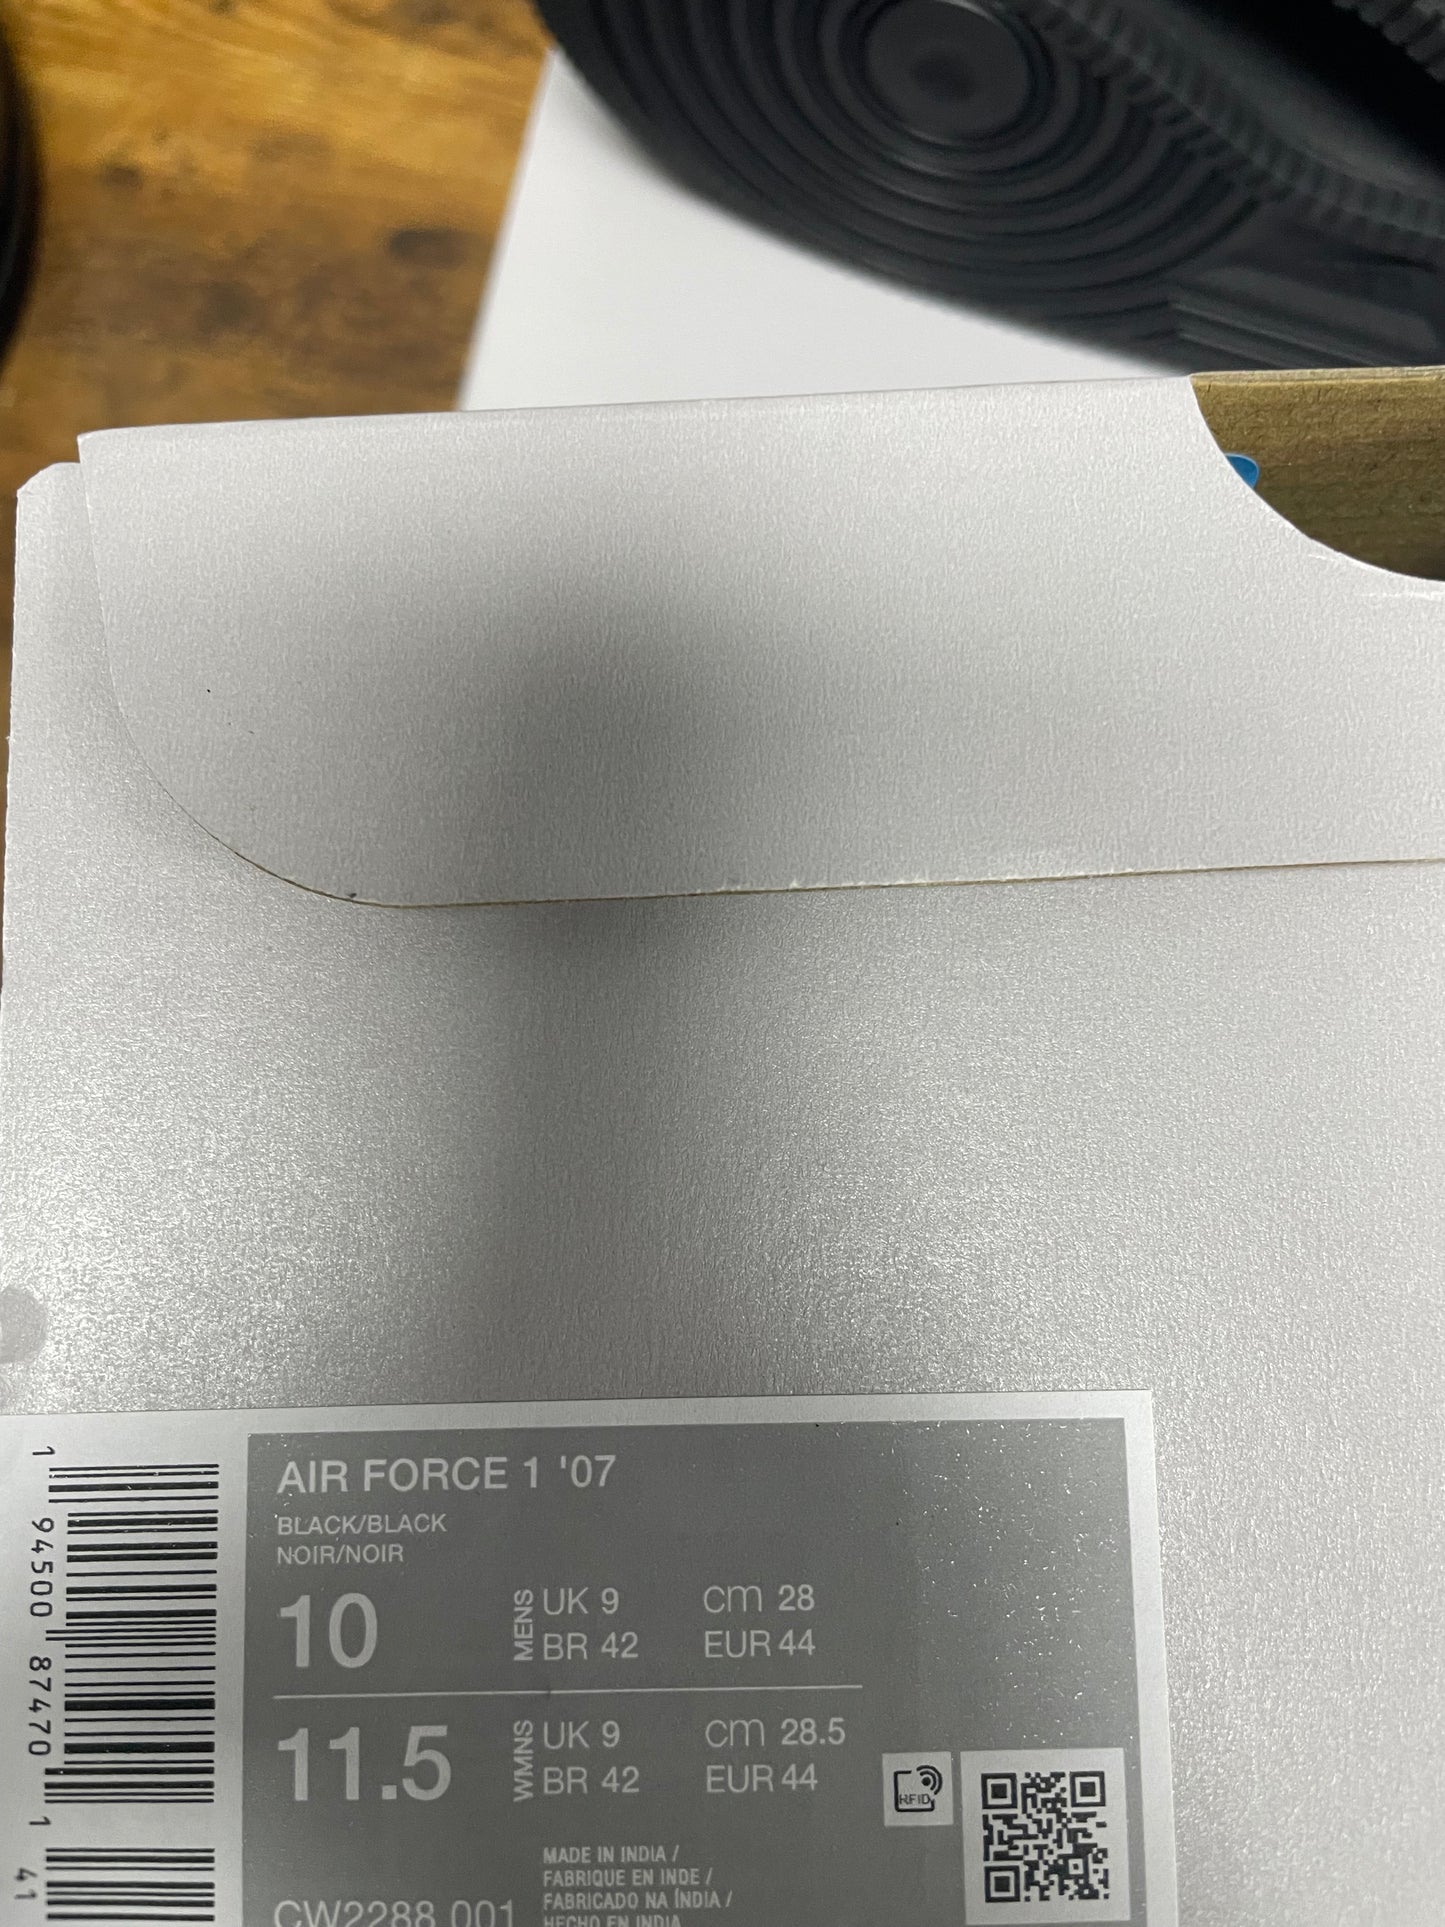 AIR FORCE 1 '07
BLACK/BLACK
NOIR/NOIR
10 MENS UK 9 cm 28
BR 42 EUR 44
11.5 WMNS UK 9 cm 28.5
BR 42 EUR 44
RFID
MADE IN INDIA /
FABRIQUE EN INDE /
FABRICADO NA ÍNDIA /
HECHO EN INDIA
CW2288 001
1 94500 87470 1
41